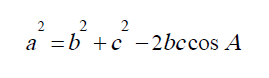 a² = b² + c² − 2bc cos A